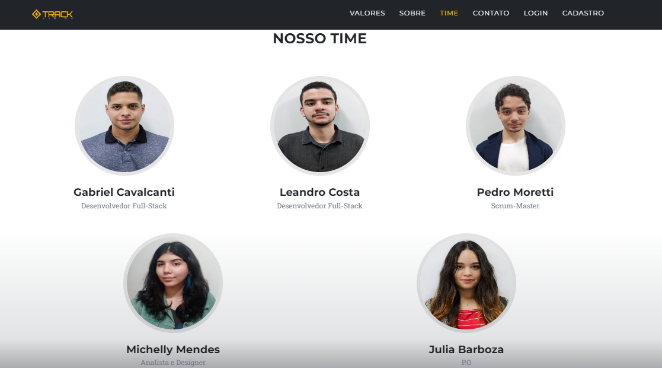 TRACK
VALORES SOBRE TIME CONTATO LOGIN CADASTRO
NOSSO TIME
Gabriel Cavalcanti
Desenvolvedor Full-Stack
Leandro Costa
Desenvolvedor Full-Stack
Pedro Moretti
Scrum-Master
Michelly Mendes
Analista e Designer
Julia Barboza
P.O